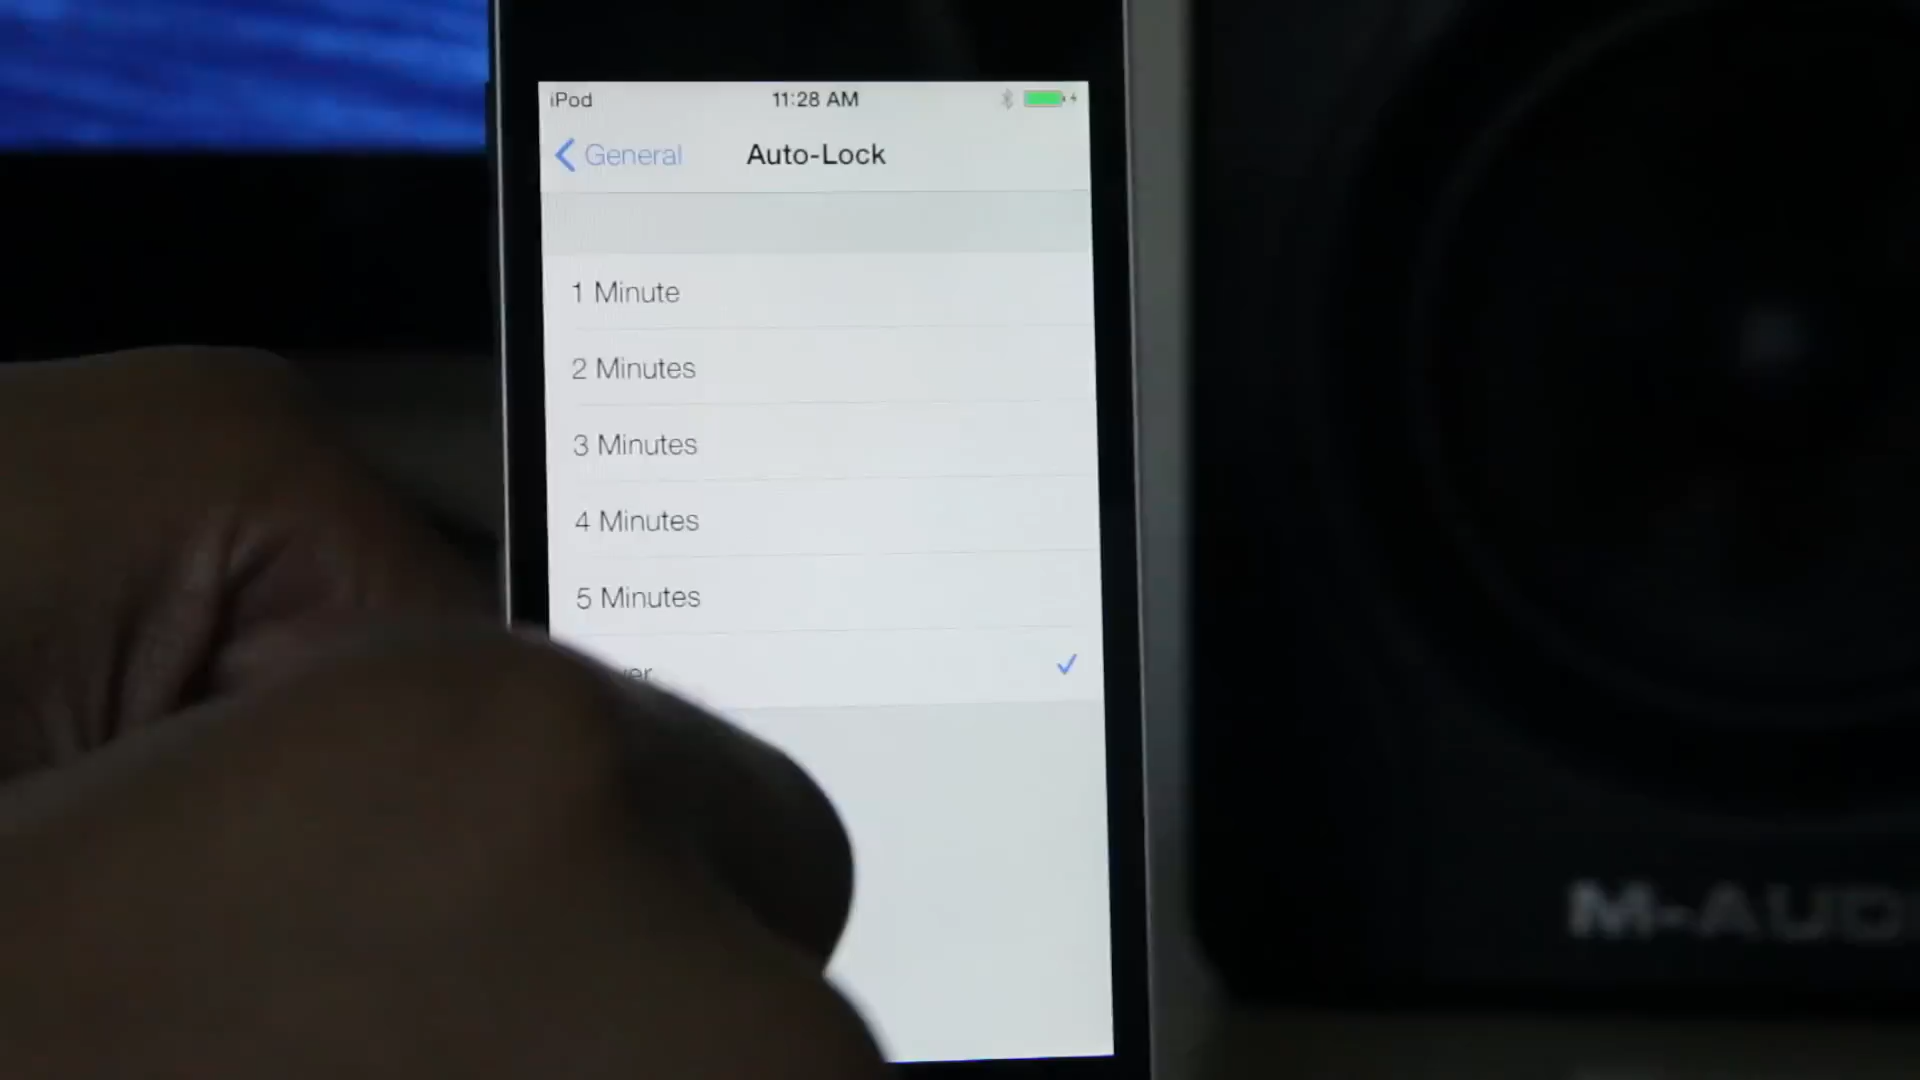 iPod 11:28 AM
General Auto-Lock
1 Minute
2 Minutes
3 Minutes
4 Minutes
5 Minutes
M-AUD